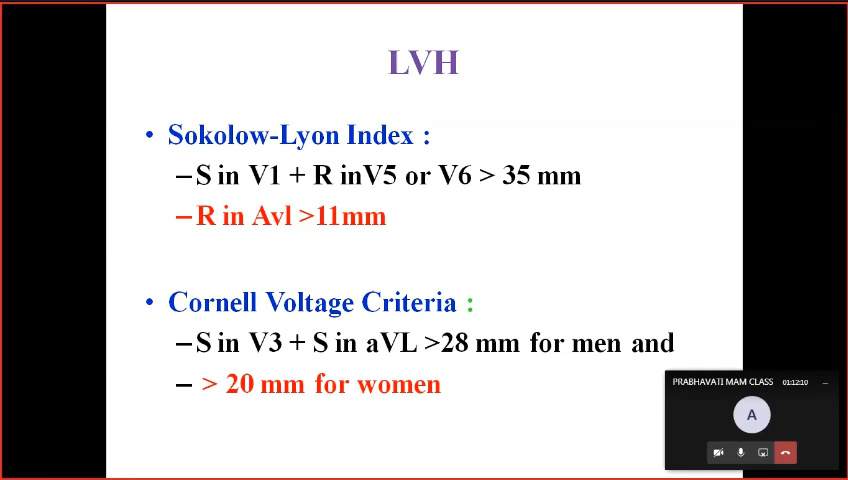 LVH
• Sokolow-Lyon Index :
– S in V1 + R inV5 or V6 > 35 mm
– R in Avl >11mm
• Cornell Voltage Criteria :
– S in V3 + S in aVL >28 mm for men and
– > 20 mm for women
PRABHAVATI MAM CLASS 01:12:10
A